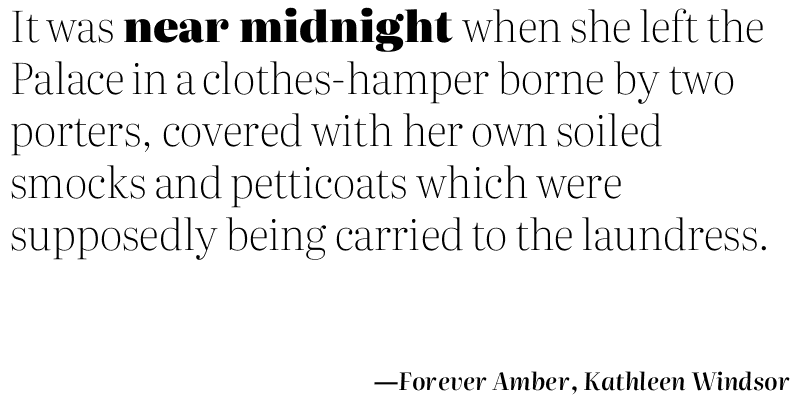 It was near midnight when she left the
Palace in a clothes-hamper borne by two
porters, covered with her own soiled
smocks and petticoats which were
supposedly being carried to the laundress.
—Forever Amber, Kathleen Windsor